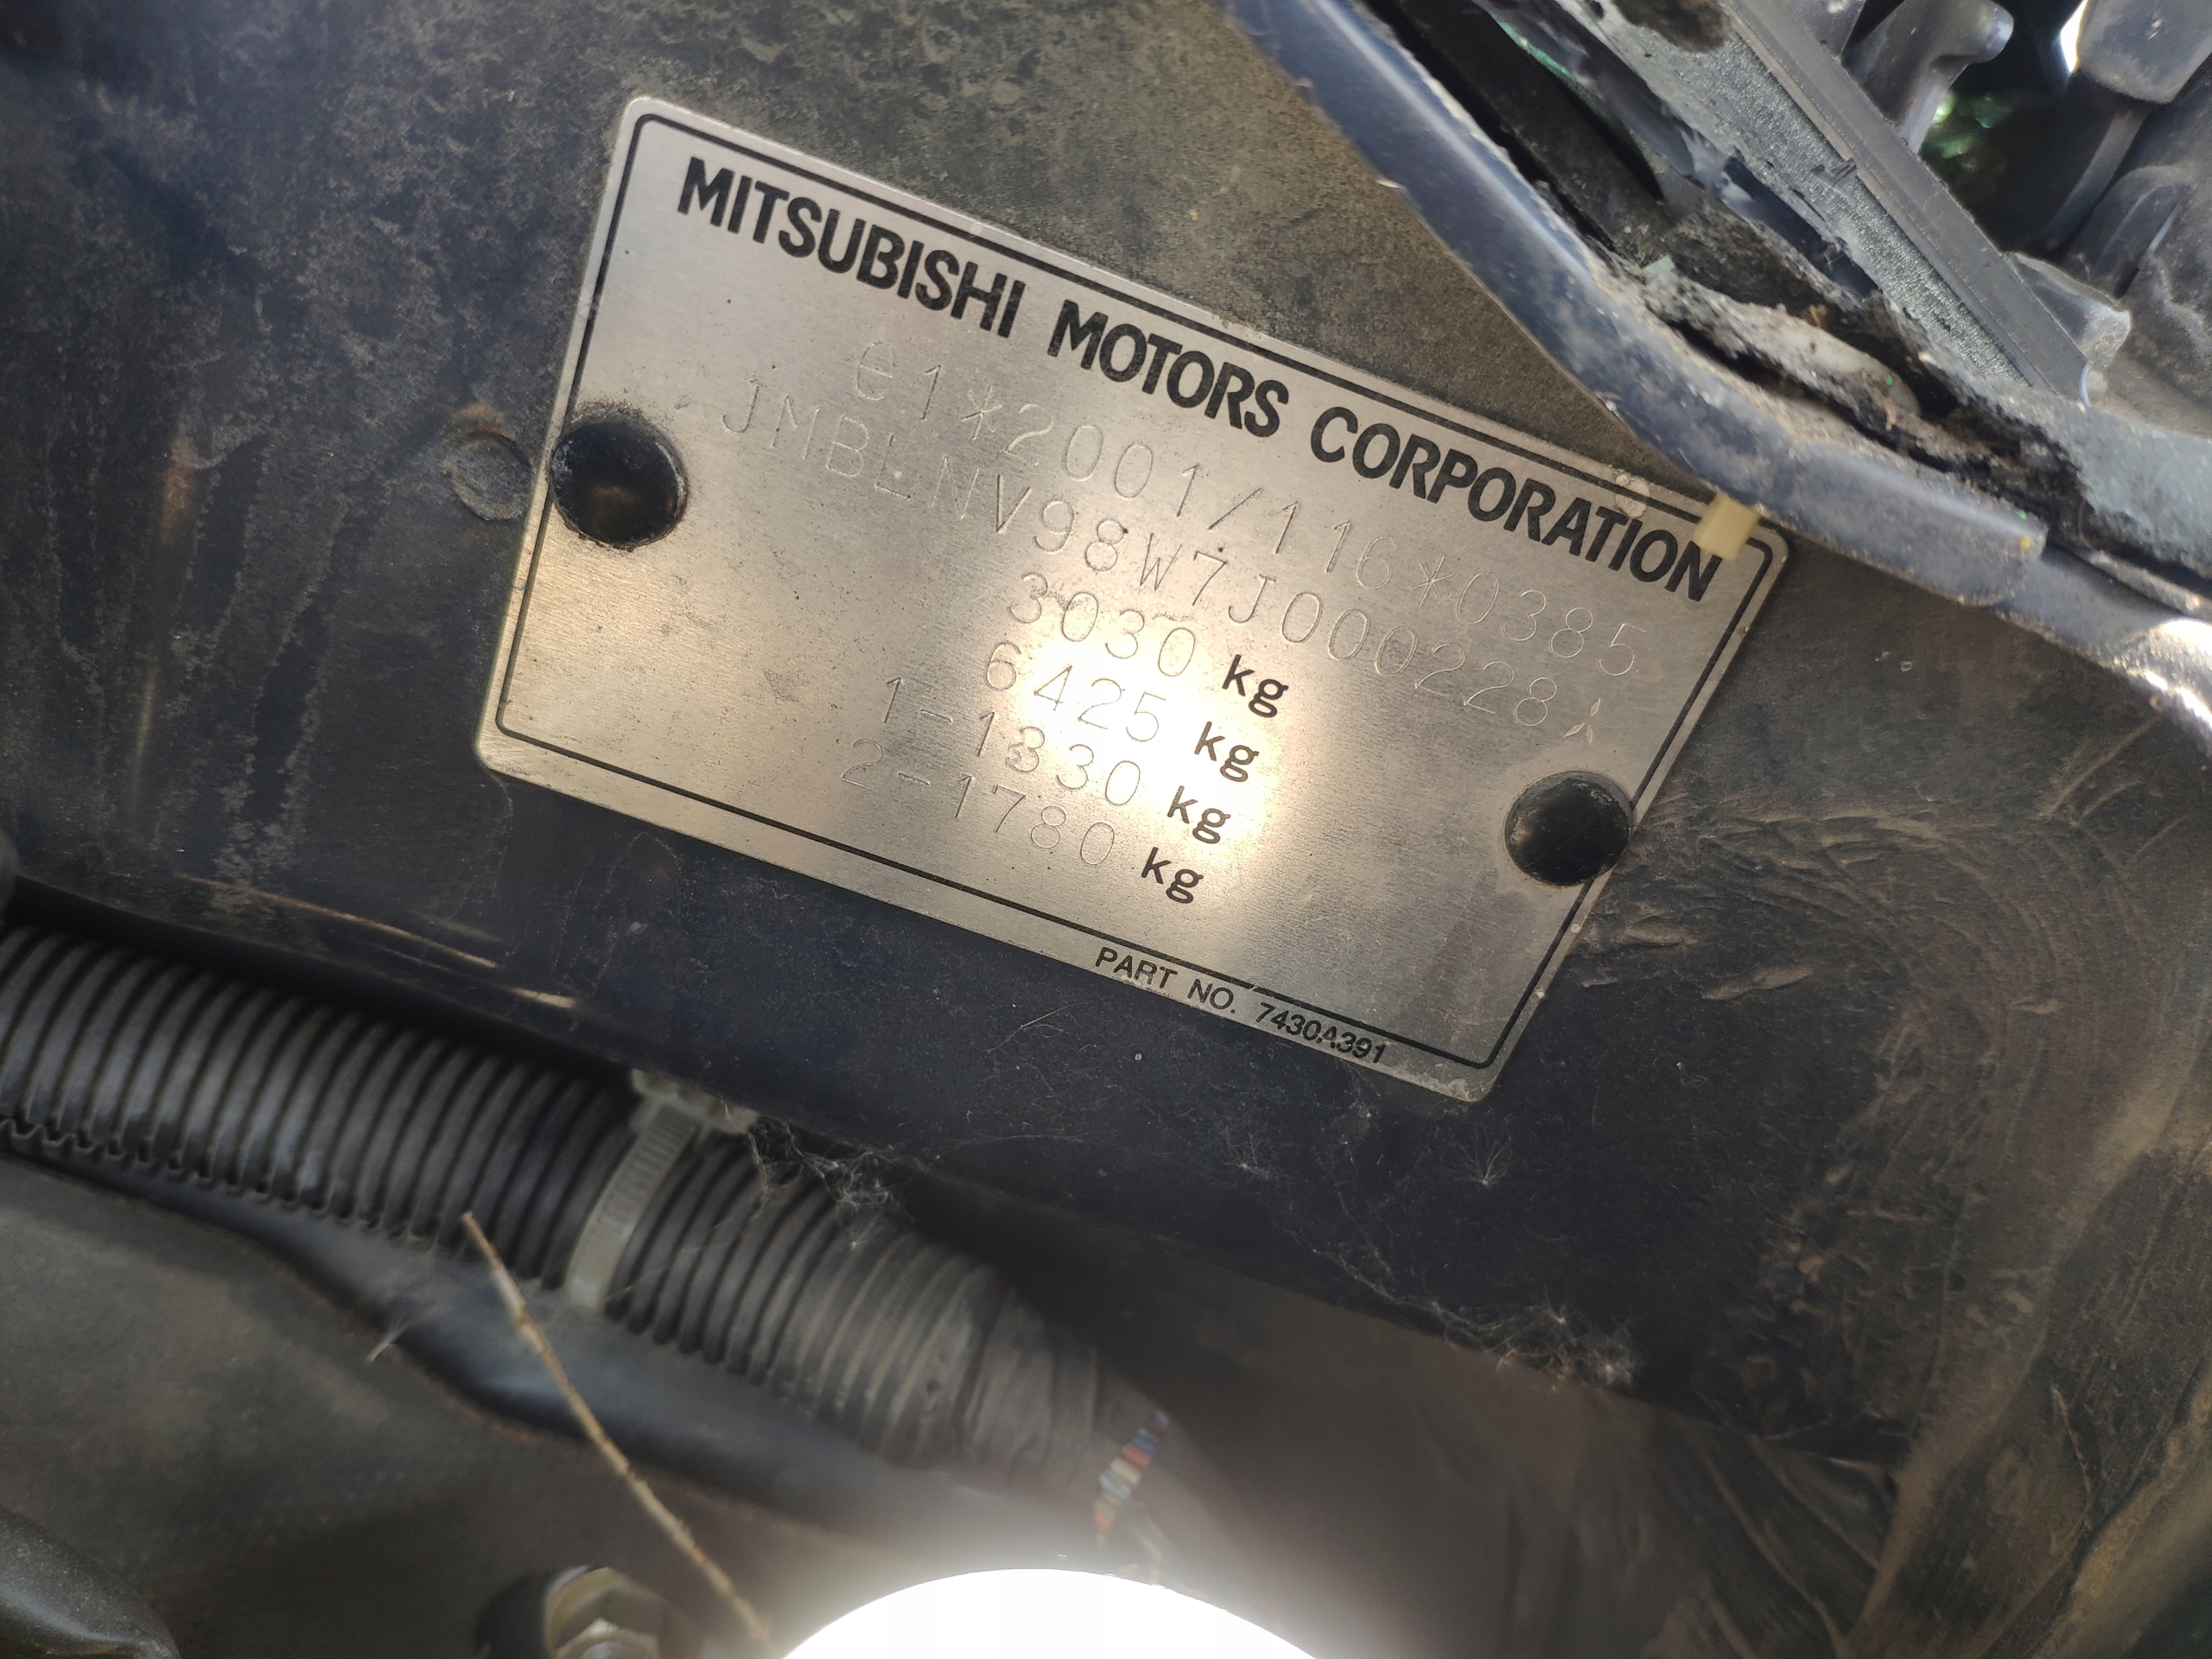 MITSUBISHI MOTORS CORPORATION
e1*2001/116*0385
JMBLNV98W7J000228
3030 kg
6425 kg
1-1330 kg
2-1780 kg
PART NO. 7430A391